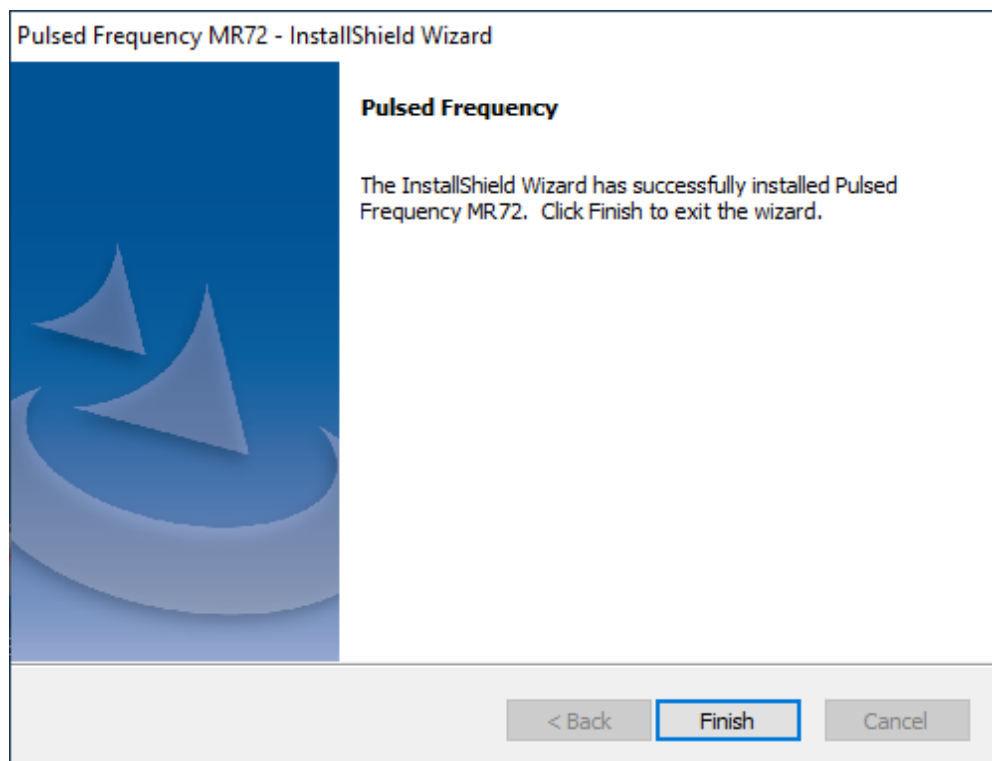 Pulsed Frequency MR72 - InstallShield Wizard
Pulsed Frequency
The InstallShield Wizard has successfully installed Pulsed
Frequency MR72.  Click Finish to exit the wizard.
< Back Finish Cancel